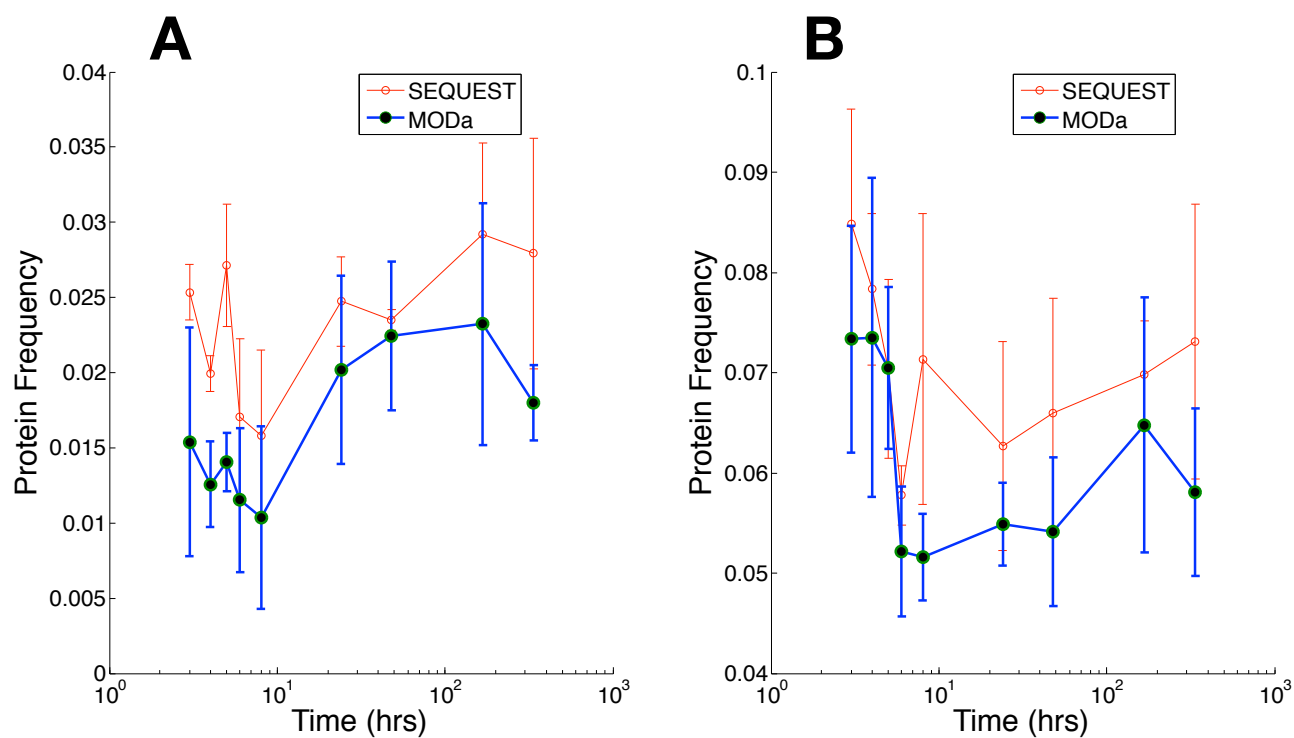 A
0.04
0.035
0.03
0.025
0.02
0.015
0.01
0.005
0
Protein Frequency
SEQUEST
MODa
10^0
10^1
10^2
10^3
Time (hrs)
B
0.1
0.09
0.08
0.07
0.06
0.05
0.04
Protein Frequency
SEQUEST
MODa
10^0
10^1
10^2
10^3
Time (hrs)